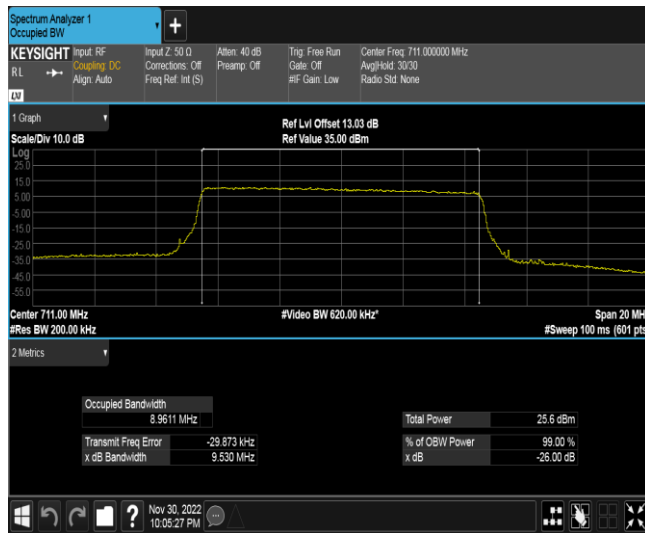 Spectrum Analyzer 1
Occupied BW
+
KEYSIGHT
RL
LXI
Input: RF
Coupling: DC
Align: Auto
Input Z: 50 Ω
Corrections: Off
Freq Ref: Int (S)
Atten: 40 dB
Preamp: Off
Trig: Free Run
Gate: Off
#IF Gain: Low
Center Freq: 711.000000 MHz
Avg|Hold: 30/30
Radio Std: None
1 Graph
Scale/Div 10.0 dB
Ref Lvl Offset 13.03 dB
Ref Value 35.00 dBm
Log
25.0
15.0
5.00
-5.00
-15.0
-25.0
-35.0
-45.0
-55.0
Center 711.00 MHz
#Video BW 620.00 kHz*
Span 20 MH
#Res BW 200.00 kHz
#Sweep 100 ms (601 pts
2 Metrics
Occupied Bandwidth
8.9611 MHz
Transmit Freq Error -29.873 kHz
x dB Bandwidth 9.530 MHz
Total Power 25.6 dBm
% of OBW Power 99.00 %
x dB -26.00 dB
?
Nov 30, 2022
10:05:27 PM